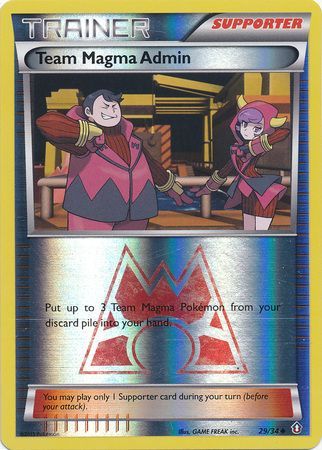 TRAINER
SUPPORTER
Team Magma Admin
Put up to 3 Team Magma Pokémon from your
discard pile into your hand.
You may play only 1 Supporter card during your turn (before
your attack).
Illus. GAME FREAK inc.
29/34